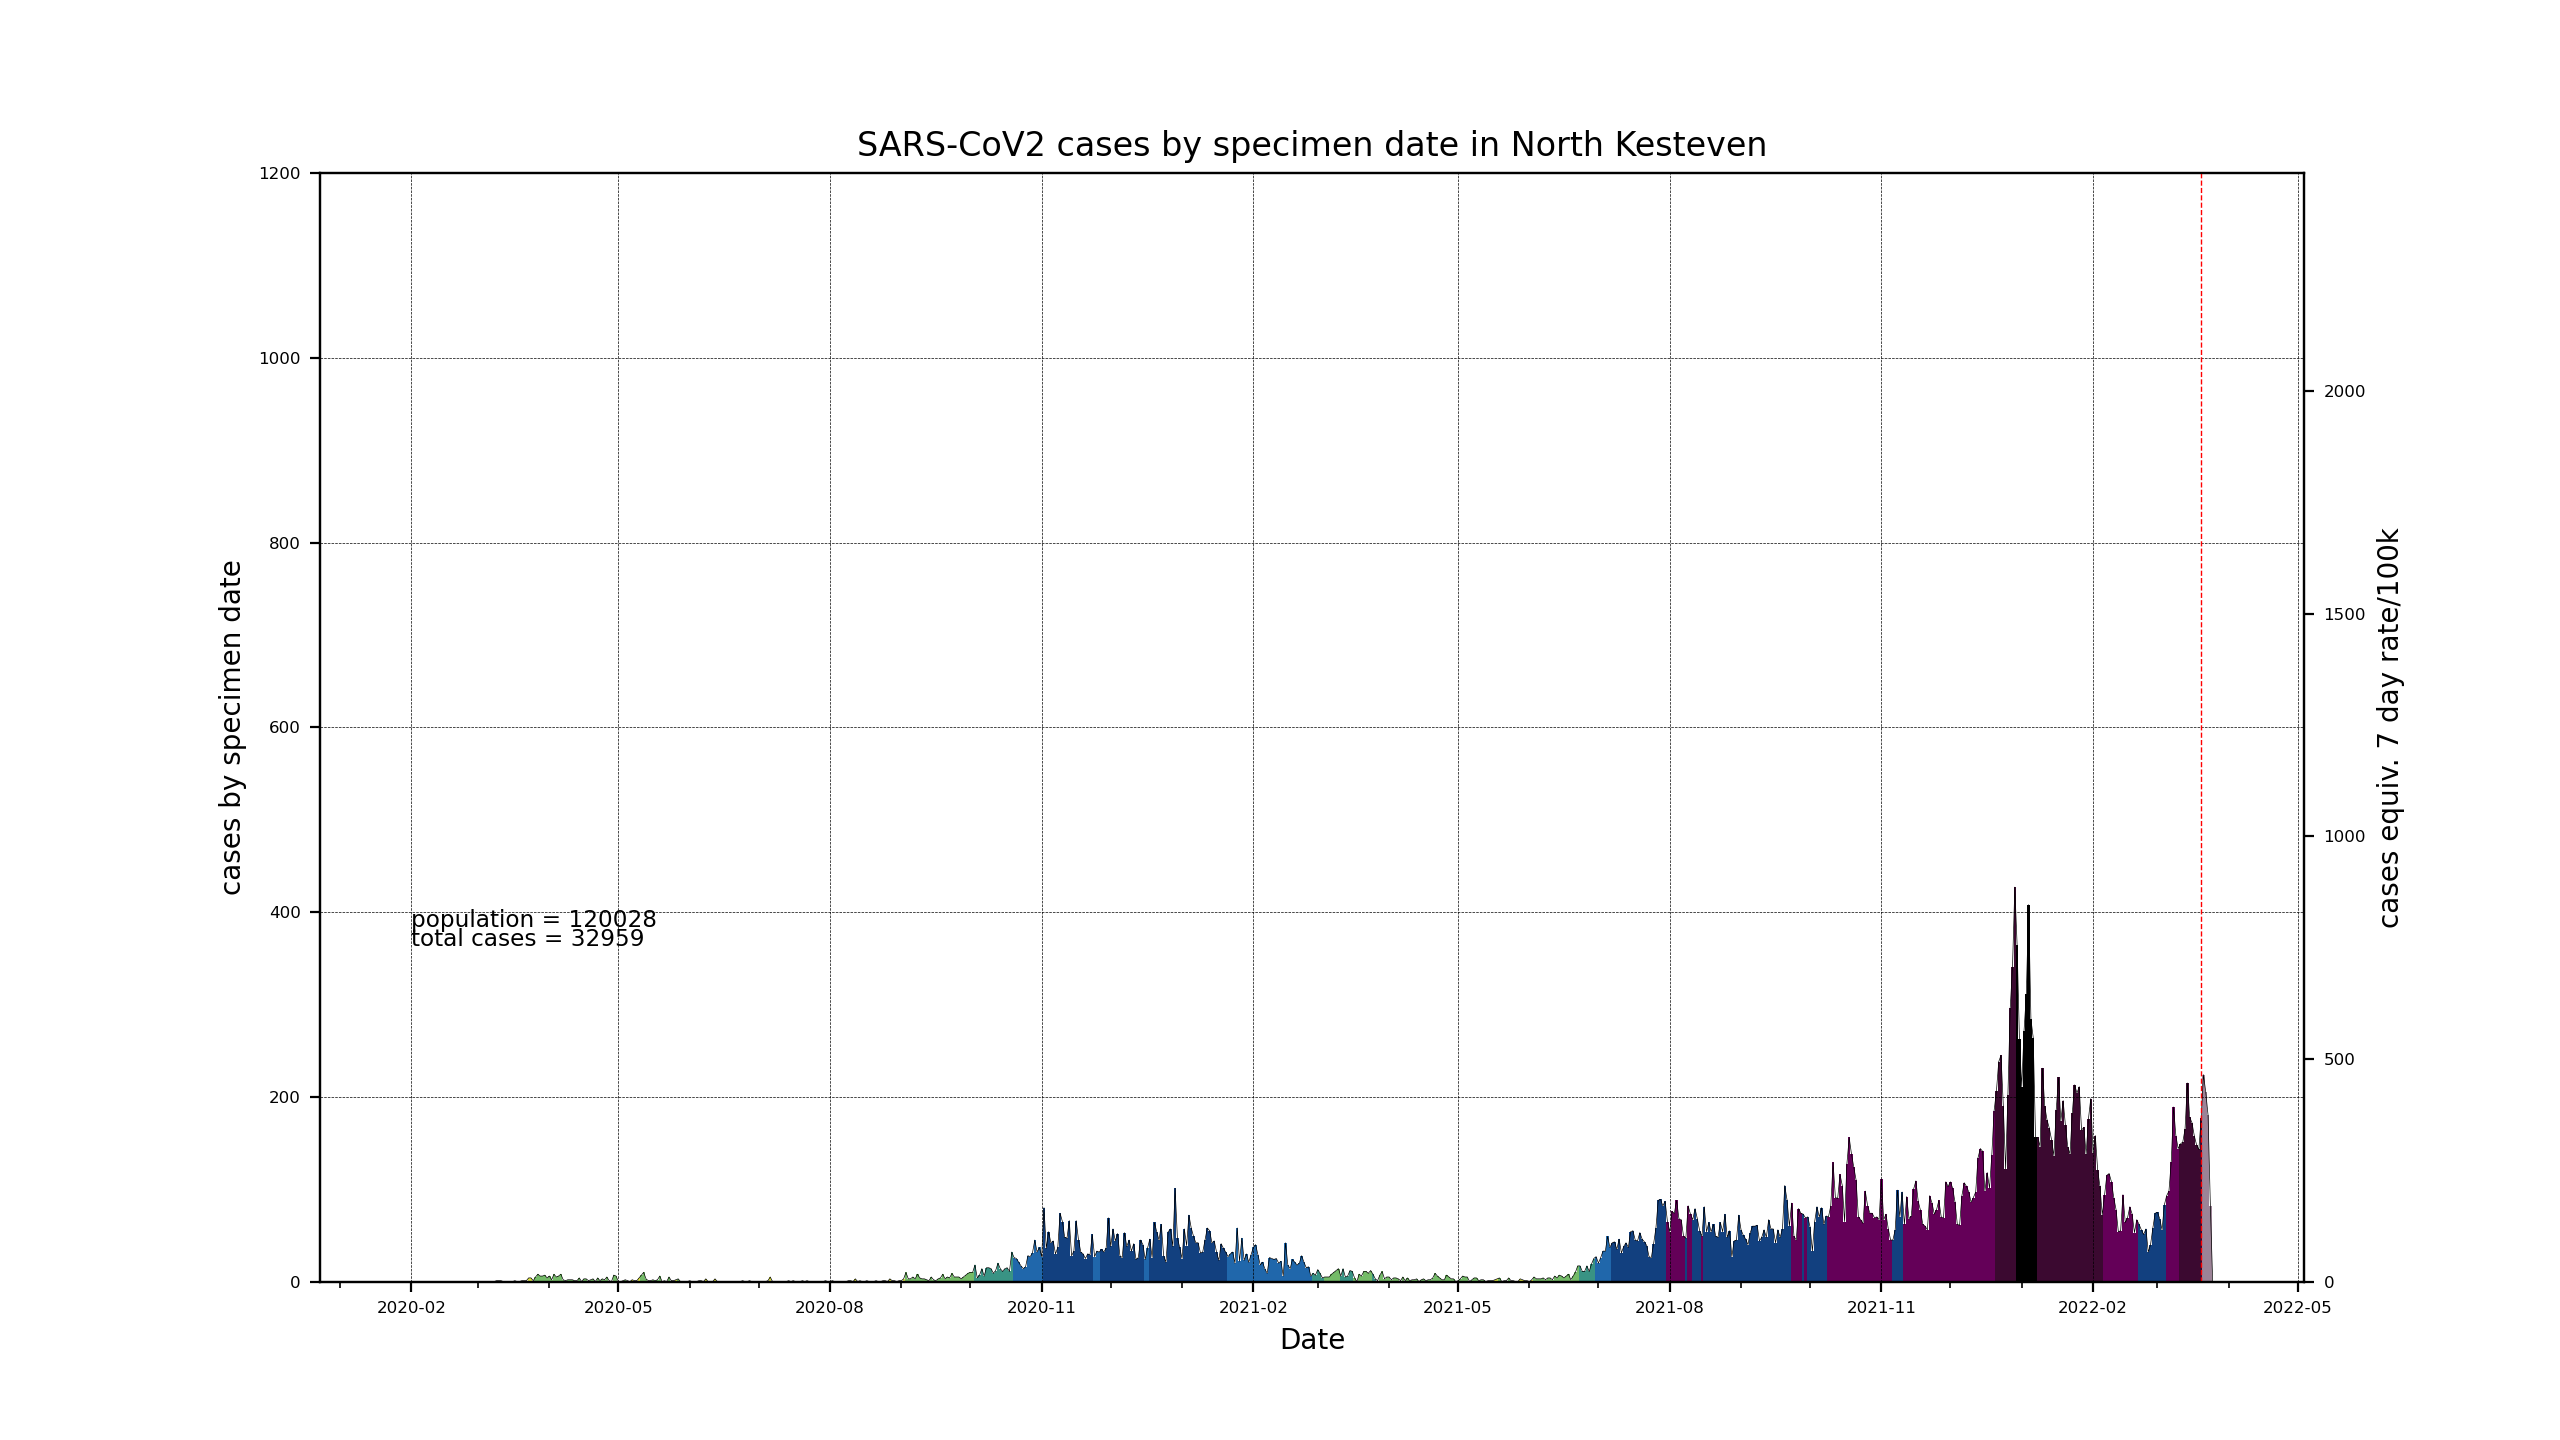 SARS-CoV2 cases by specimen date in North Kesteven
1200
1000
800
600
400
200
0
cases by specimen date
population = 120028
total cases = 32959
2000
1500
1000
500
0
cases equiv. 7 day rate/100k
2020-02 2020-05 2020-08 2020-11 2021-02 2021-05 2021-08 2021-11 2022-02 2022-05
Date